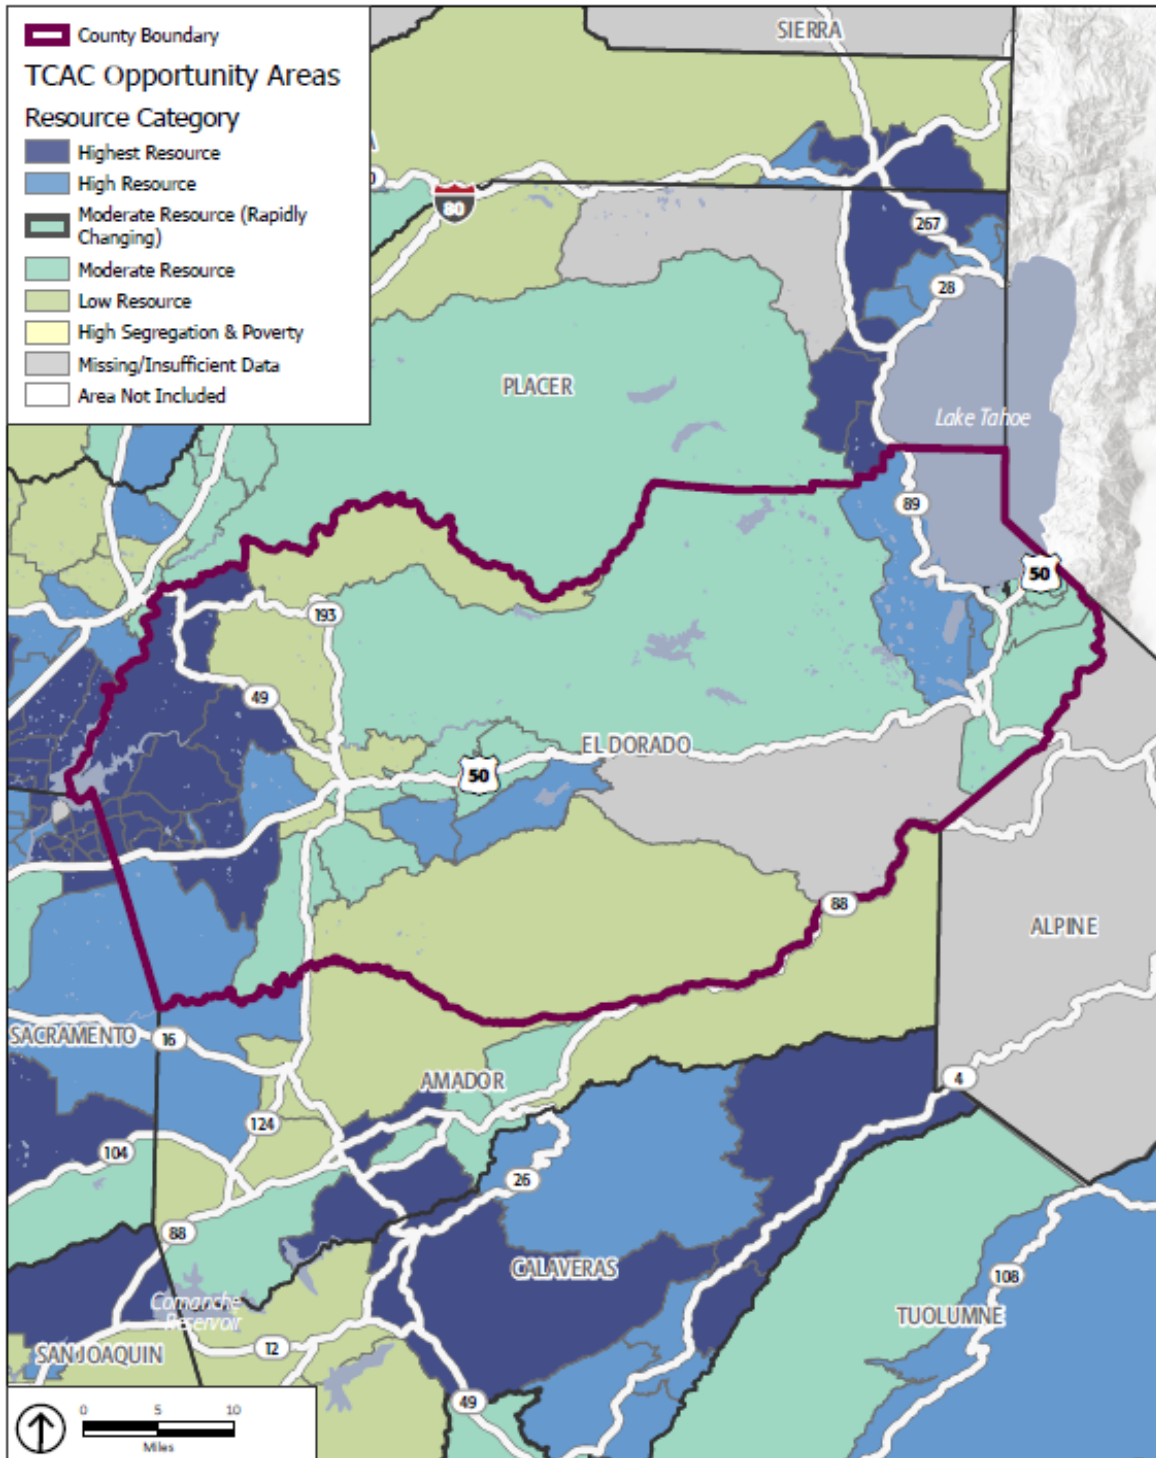 County Boundary
TCAC Opportunity Areas
Resource Category
Highest Resource
High Resource
Moderate Resource (Rapidly
Changing)
Moderate Resource
Low Resource
High Segregation & Poverty
Missing/Insufficient Data
Area Not Included
SIERRA
80
267
28
PLACER
Lake Tahoe
89
50
193
49
EL DORADO
50
88
ALPINE
SACRAMENTO
16
AMADOR
4
124
104
26
88
CALAVERAS
108
Comanche
Reservoir
TUOLUMNE
SAN JOAQUIN
12
49
0 5 10
Miles